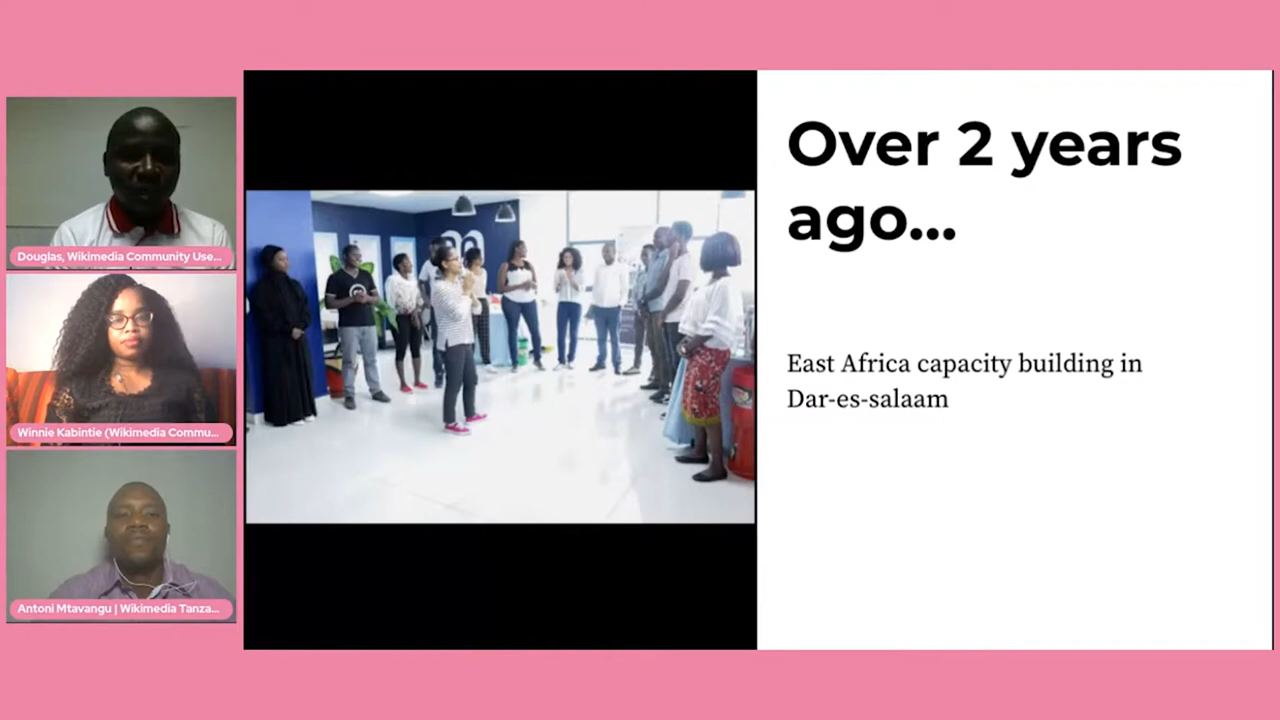 Douglas, Wikimedia Community Use...
Winnie Kabintie (Wikimedia Commu...
Antoni Mtavangu | Wikimedia Tanza...
Over 2 years
ago...
East Africa capacity building in
Dar-es-salaam